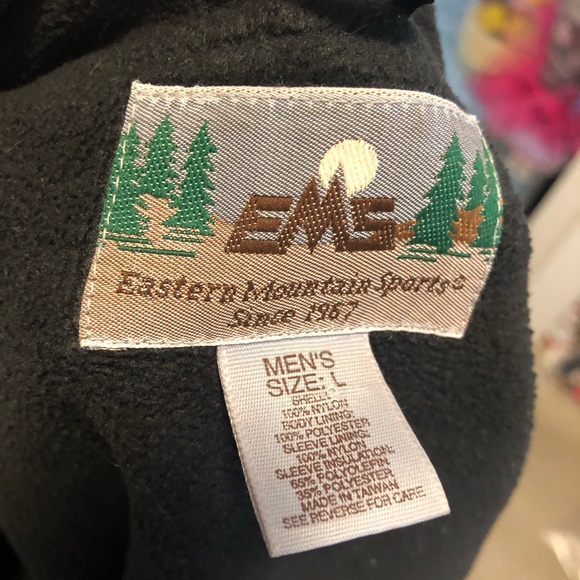 EMS
Eastern Mountain Sports®
Since 1967
MEN'S
SIZE: L
SHELL:
100% NYLON
BODY LINING:
100% POLYESTER
SLEEVE LINING:
100% NYLON
SLEEVE INSULATION:
65% POLYOLEFIN
35% POLYESTER
MADE IN TAIWAN
SEE REVERSE FOR CARE